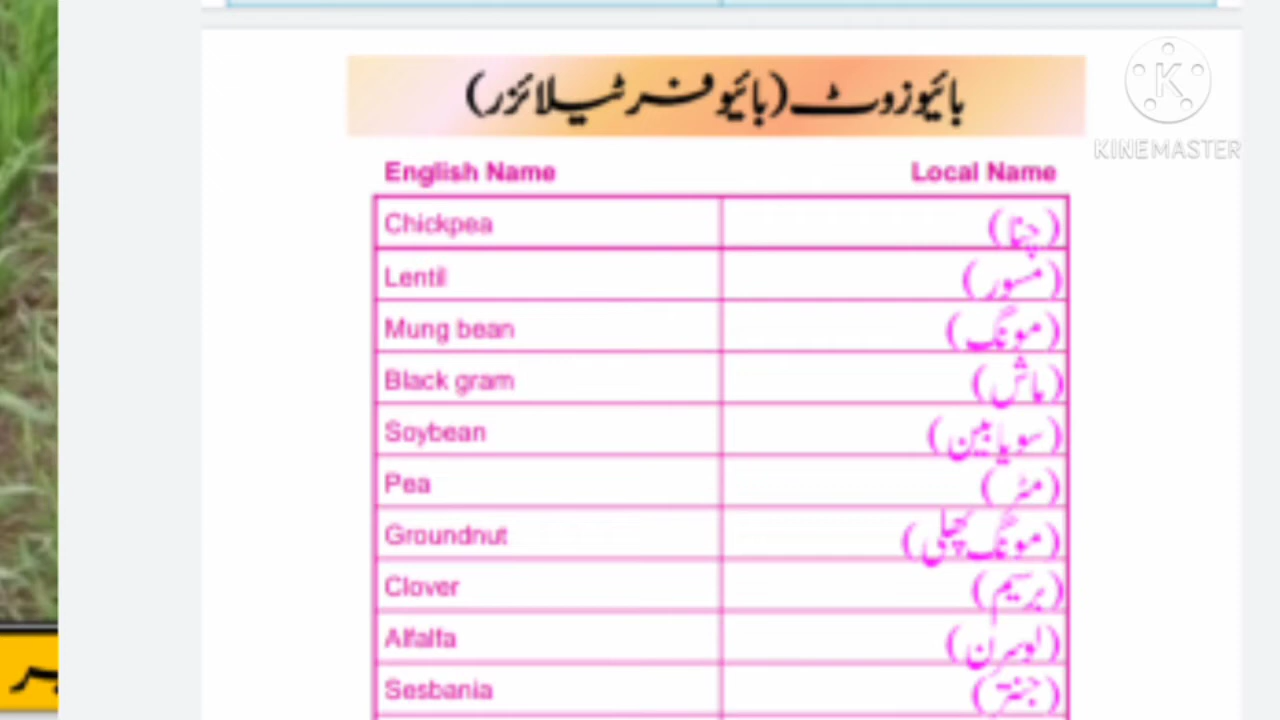 بائیوزوٹ (بائیو فرٹیلائزر)
KINEMASTER
English Name Local Name
Chickpea (چنا)
Lentil (مسور)
Mung bean (مونگ)
Black gram (ماش)
Soybean (سویابین)
Pea (مٹر)
Groundnut (مونگ پھلی)
Clover (برسیم)
Alfalfa (لوسرن)
Sesbania (جنتر)